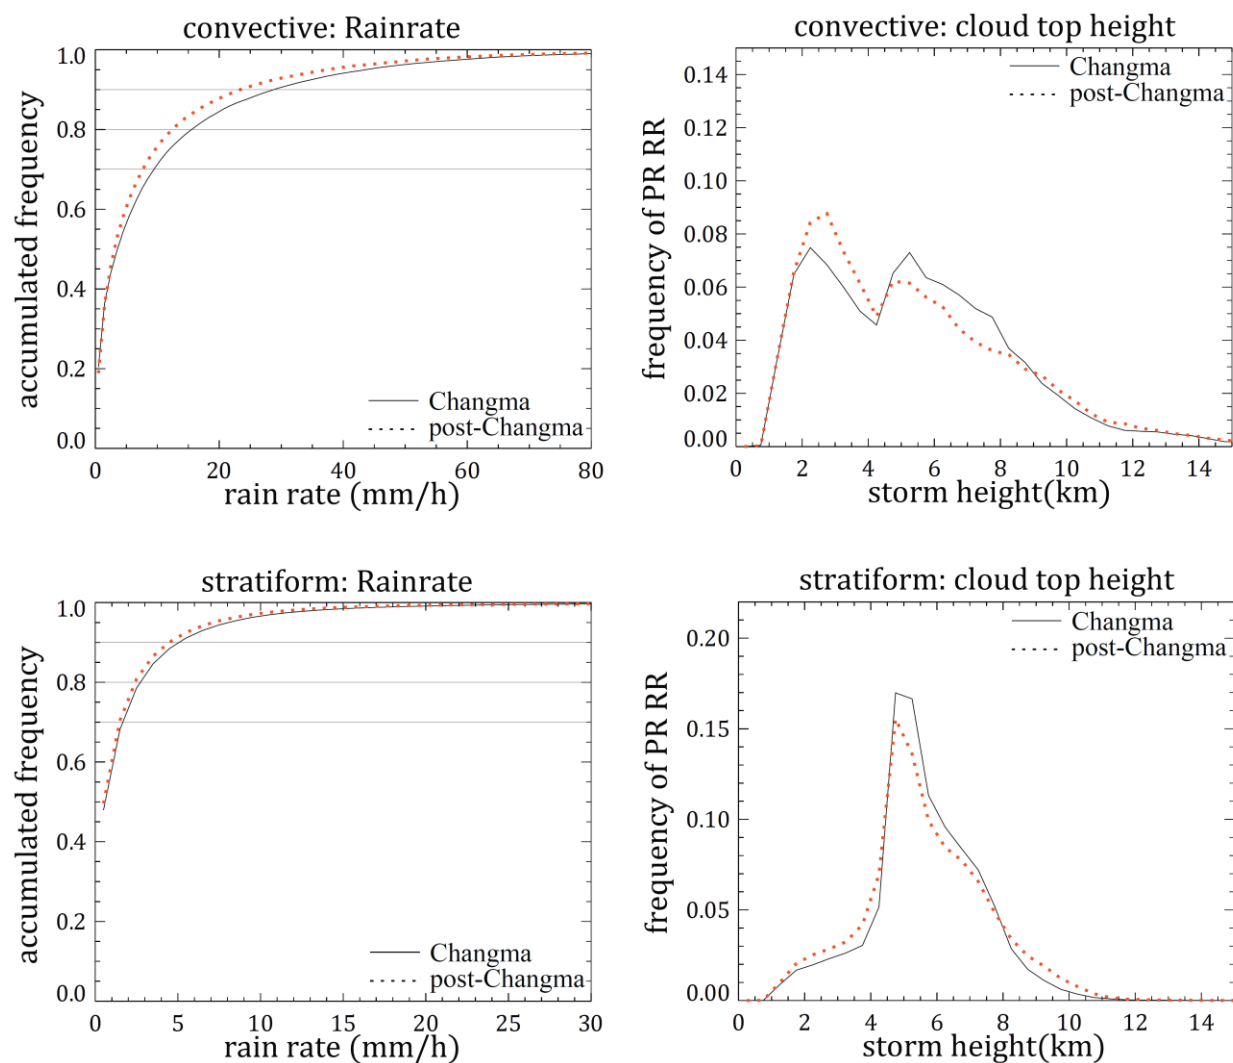 convective: Rainrate
accumulated frequency
1.0
0.8
0.6
0.4
0.2
0.0
Changma
post-Changma
0 20 40 60 80
rain rate (mm/h)
convective: cloud top height
frequency of PR RR
0.14
0.12
0.10
0.08
0.06
0.04
0.02
0.00
Changma
post-Changma
0 2 4 6 8 10 12 14
storm height(km)
stratiform: Rainrate
accumulated frequency
1.0
0.8
0.6
0.4
0.2
0.0
Changma
post-Changma
0 5 10 15 20 25 30
rain rate (mm/h)
stratiform: cloud top height
frequency of PR RR
0.20
0.15
0.10
0.05
0.00
Changma
post-Changma
0 2 4 6 8 10 12 14
storm height(km)